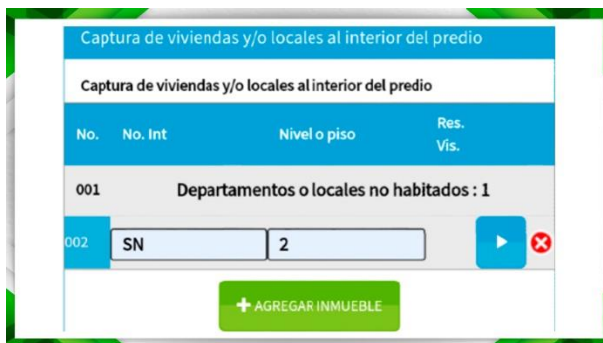 Captura de viviendas y/o locales al interior del predio
Captura de viviendas y/o locales al interior del predio
No. No. Int Nivel o piso Res. Vis.
001 Departamentos o locales no habitados : 1
002 SN 2
+ AGREGAR INMUEBLE